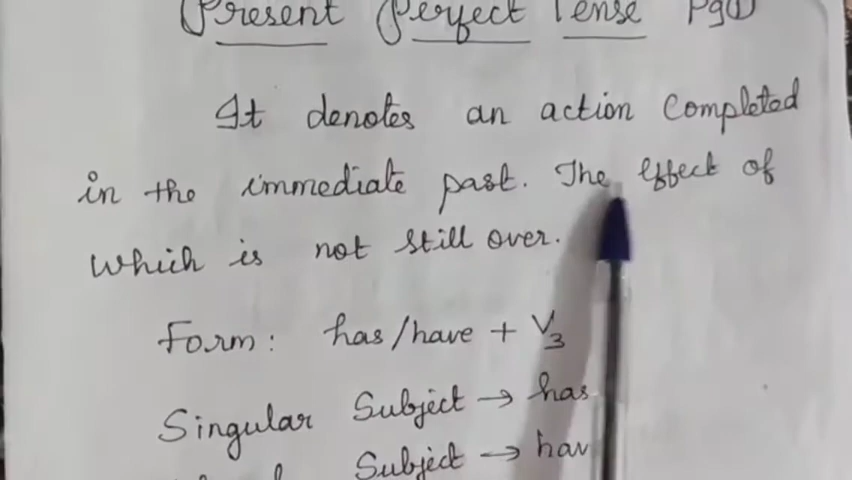 Present Perfect Tense Pg①
It denotes an action completed
in the immediate past. The effect of
which is not still over.
Form: has/have + V₃
Singular Subject → has
Subject → hav